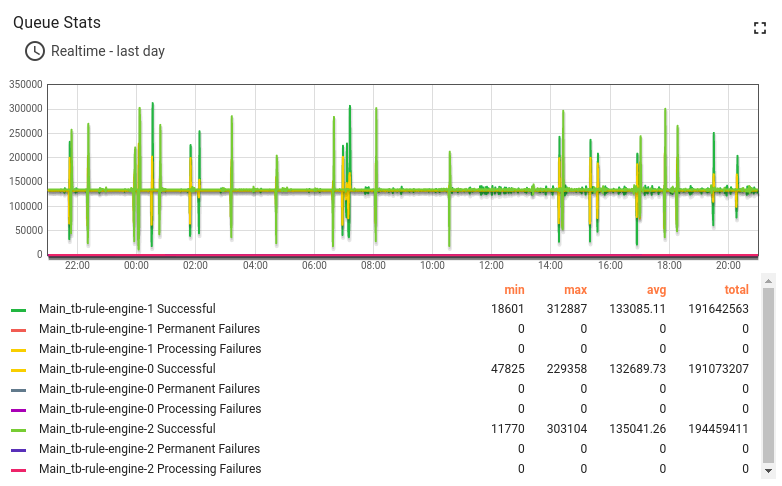 Queue Stats
Realtime - last day
350000
300000
250000
200000
150000
100000
50000
0
22:00 00:00 02:00 04:00 06:00 08:00 10:00 12:00 14:00 16:00 18:00 20:00
min max avg total
Main_tb-rule-engine-1 Successful 18601 312887 133085.11 191642563
Main_tb-rule-engine-1 Permanent Failures 0 0 0 0
Main_tb-rule-engine-1 Processing Failures 0 0 0 0
Main_tb-rule-engine-0 Successful 47825 229358 132689.73 191073207
Main_tb-rule-engine-0 Permanent Failures 0 0 0 0
Main_tb-rule-engine-0 Processing Failures 0 0 0 0
Main_tb-rule-engine-2 Successful 11770 303104 135041.26 194459411
Main_tb-rule-engine-2 Permanent Failures 0 0 0 0
Main_tb-rule-engine-2 Processing Failures 0 0 0 0